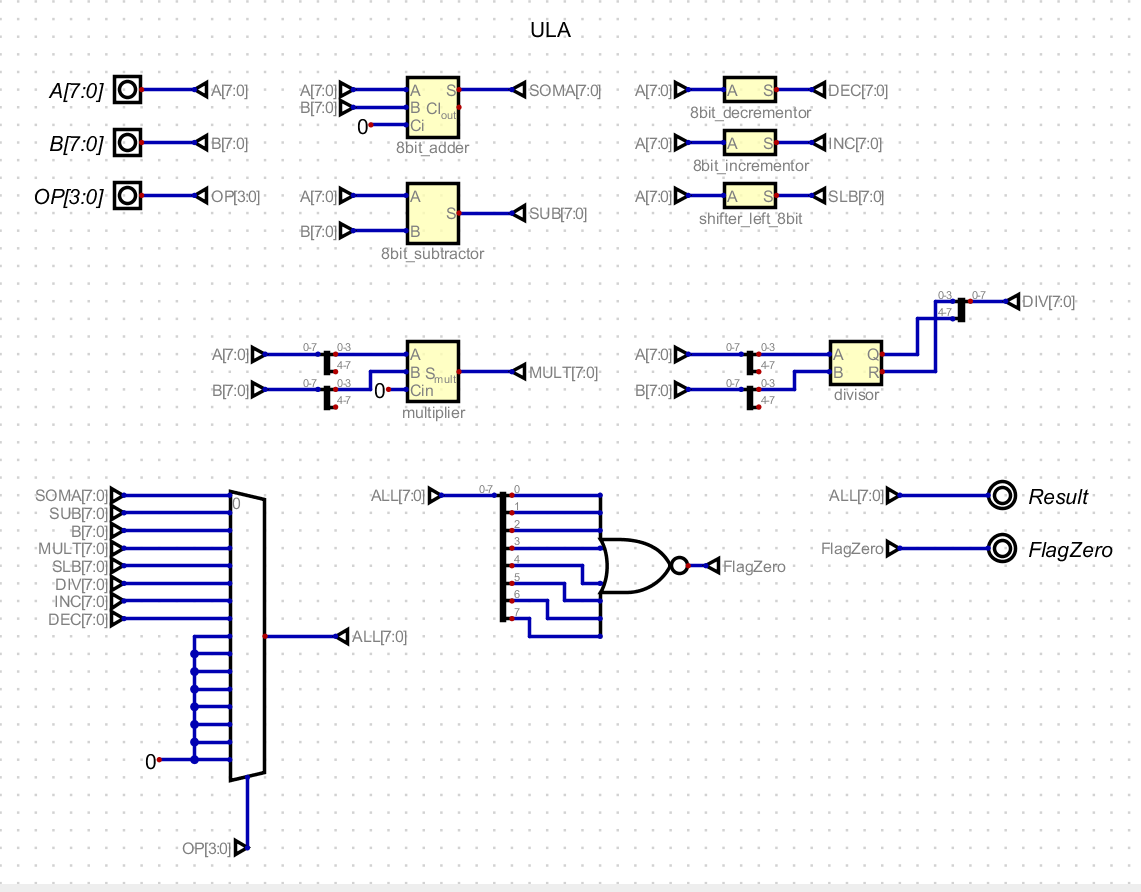 ULA
A[7:0] A[7:0]
B[7:0] B[7:0]
OP[3:0] OP[3:0]
A[7:0] A S SOMA[7:0]
B[7:0] B Cl_out
0 Ci
8bit_adder
A[7:0] A
S SUB[7:0]
B[7:0] B
8bit_subtractor
A[7:0] A S DEC[7:0]
8bit_decrementor
A[7:0] A S INC[7:0]
8bit_incrementor
A[7:0] A S SLB[7:0]
shifter_left_8bit
A[7:0] 0-7 0-3 A
4-7
B S_mult MULT[7:0]
B[7:0] 0-7 0-3 0 Cin
4-7
multiplier
0-3 0-7 DIV[7:0]
4-7
A[7:0] 0-7 0-3 A Q
4-7
B R
B[7:0] 0-7 0-3
4-7
divisor
SOMA[7:0] 0
SUB[7:0]
B[7:0]
MULT[7:0]
SLB[7:0]
DIV[7:0]
INC[7:0]
DEC[7:0]
ALL[7:0]
0
OP[3:0]
ALL[7:0] 0-7 0
1
2
3
4
5
6
7
FlagZero
ALL[7:0] Result
FlagZero FlagZero